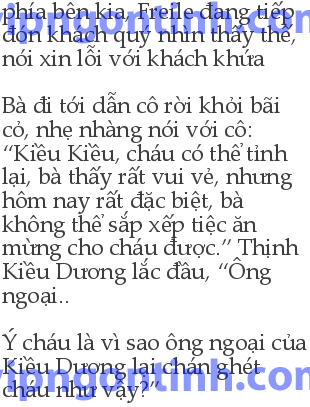 phía bên kia, Freile đang tiếp
đón khách quý nhìn thấy thế,
nói xin lỗi với khách khứa
Bà đi tới dẫn cô rời khỏi bãi
cỏ, nhẹ nhàng nói với cô:
“Kiều Kiều, cháu có thể tỉnh
lại, bà thấy rất vui vẻ, nhưng
hôm nay rất đặc biệt, bà
không thể sắp xếp tiệc ăn
mừng cho cháu được.” Thịnh
Kiều Dương lắc đầu, “Ông
ngoại..
Ý cháu là vì sao ông ngoại của
Kiều Dương lại chán ghét
cháu như vậy?”
vipngontinh.com
vipngontinh.com